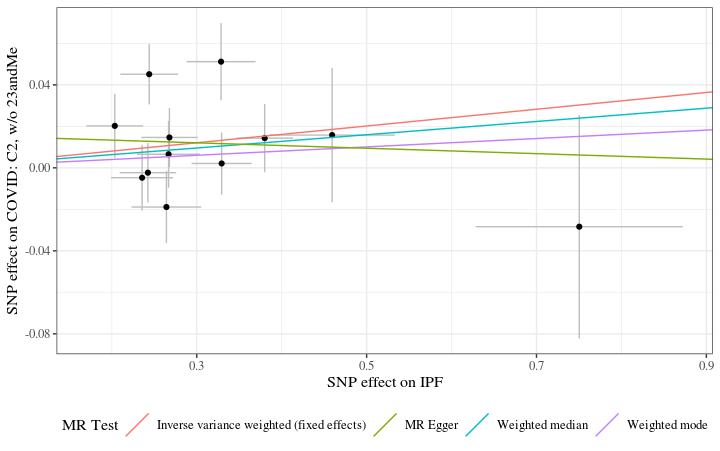 SNP effect on COVID: C2, w/o 23andMe
0.04
0.00
-0.04
-0.08
0.3 0.5 0.7 0.9
SNP effect on IPF
MR Test Inverse variance weighted (fixed effects) MR Egger Weighted median Weighted mode